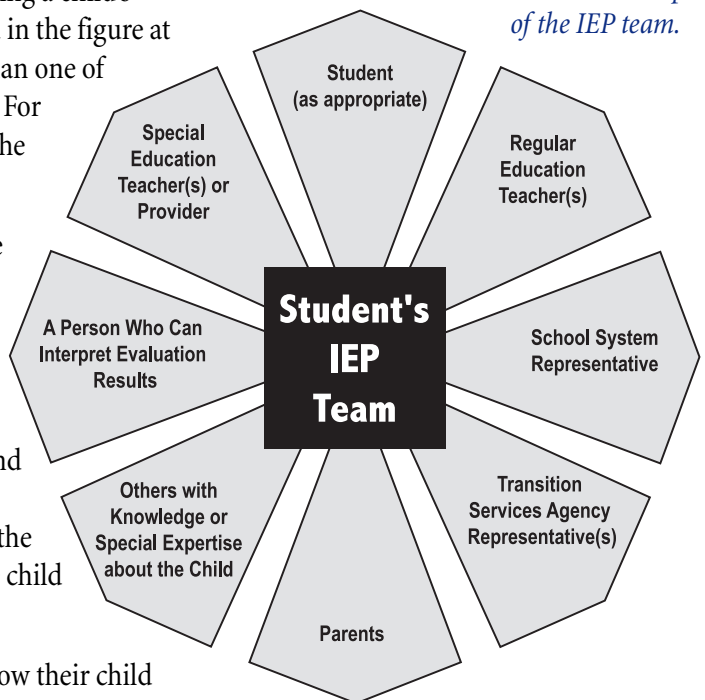 in the figure at
an one of
For
of the IEP team.
Student
(as appropriate)
Regular
Education
Teacher(s)
School System
Representative
Transition
Services Agency
Representative(s)
Parents
Others with
Knowledge or
Special Expertise
about the Child
A Person Who Can
Interpret Evaluation
Results
Special
Education
Teacher(s) or
Provider
Student's
IEP
Team
the
child
ow their child